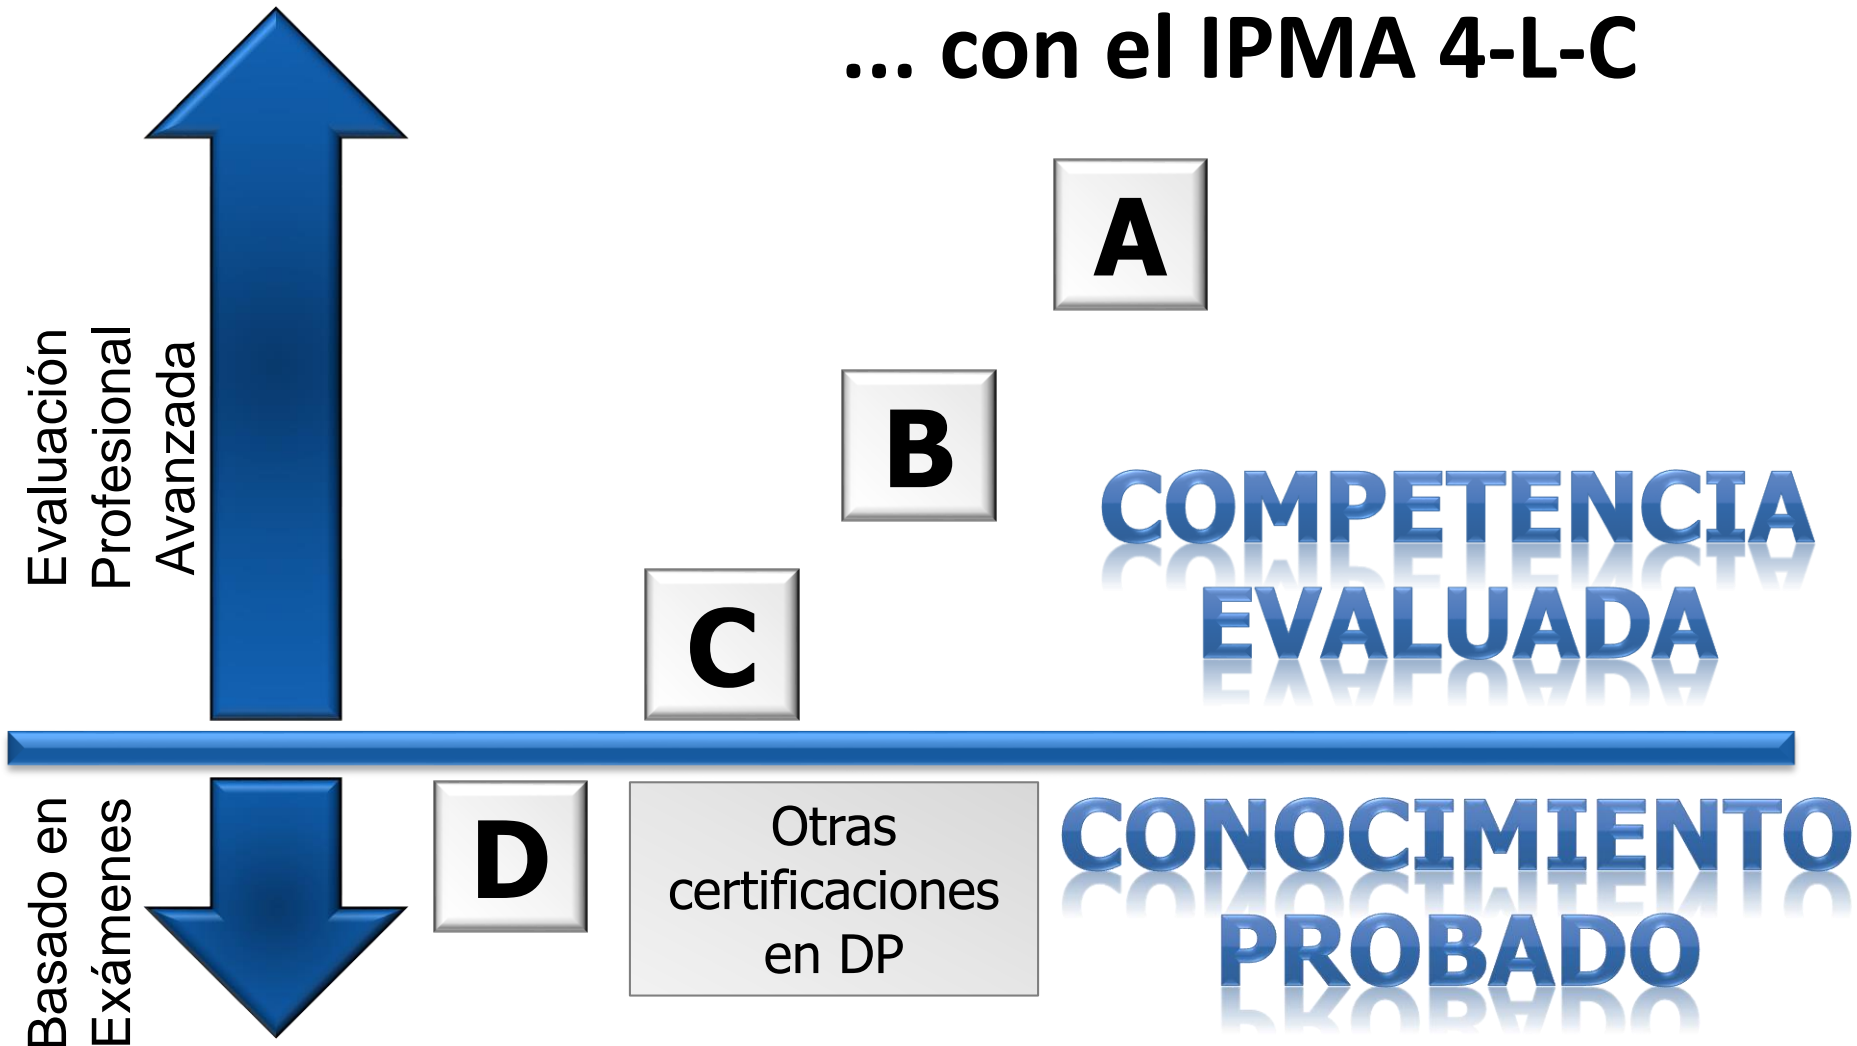 ... con el IPMA 4-L-C
A
B
C
Evaluación
Profesional
Avanzada
COMPETENCIA
EVALUADA
D
Otras
certificaciones
en DP
Basado en
Exámenes
CONOCIMIENTO
PROBADO